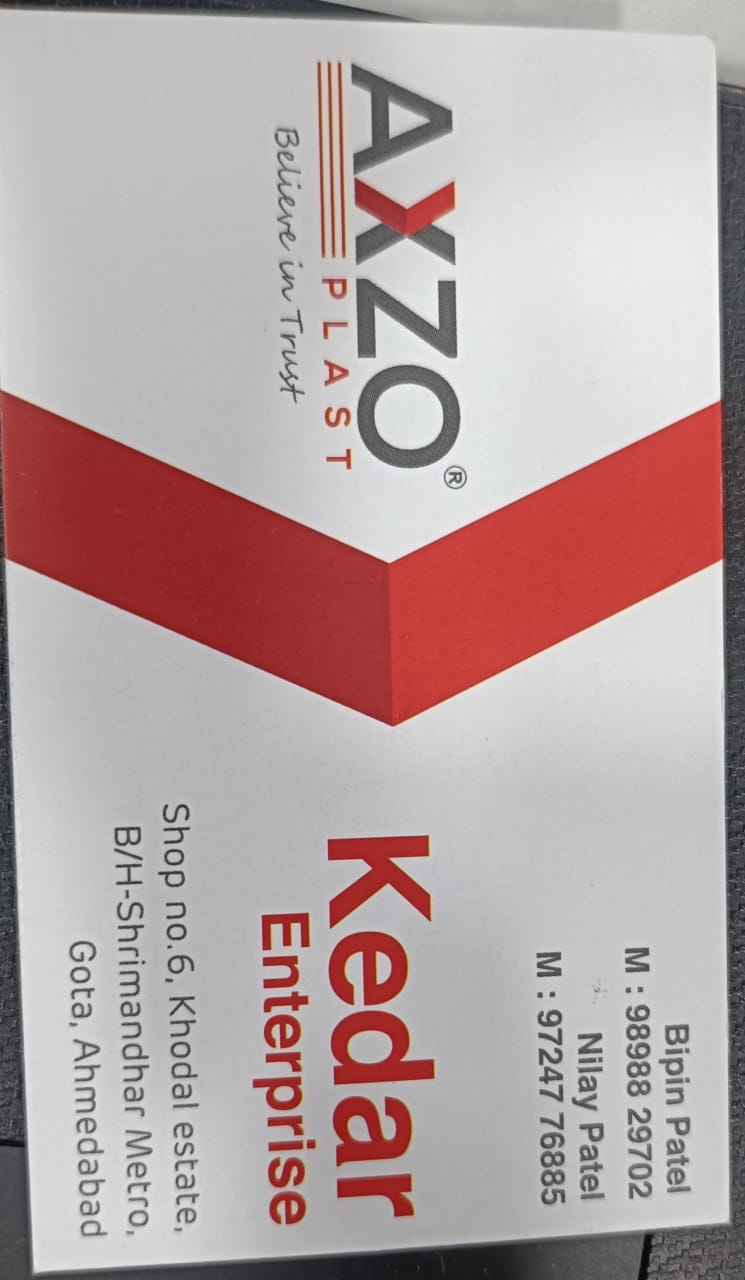 AXZO®
PLAST
Believe in Trust
Bipin Patel
M : 98988 29702
Nilay Patel
M : 97247 76885
Kedar
Enterprise
Shop no.6, Khodal estate,
B/H-Shrimandhar Metro,
Gota, Ahmedabad